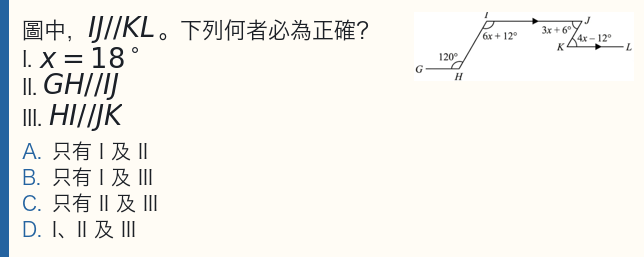 圖中，IJ//KL。下列何者必為正確?
I. x = 18°
II. GH//IJ
III. HI//JK
A. 只有 I 及 II
B. 只有 I 及 III
C. 只有 II 及 III
D. I、II 及 III
I
J
6x + 12°
3x + 6°
K
4x – 12°
L
120°
G
H